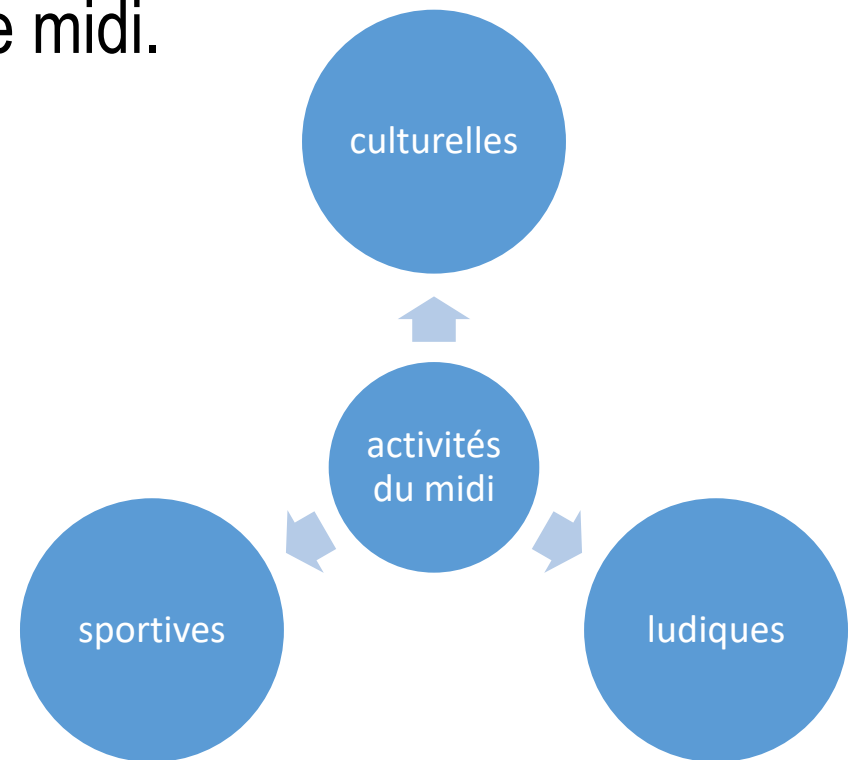 e midi.
culturelles
activités
du midi
sportives
ludiques